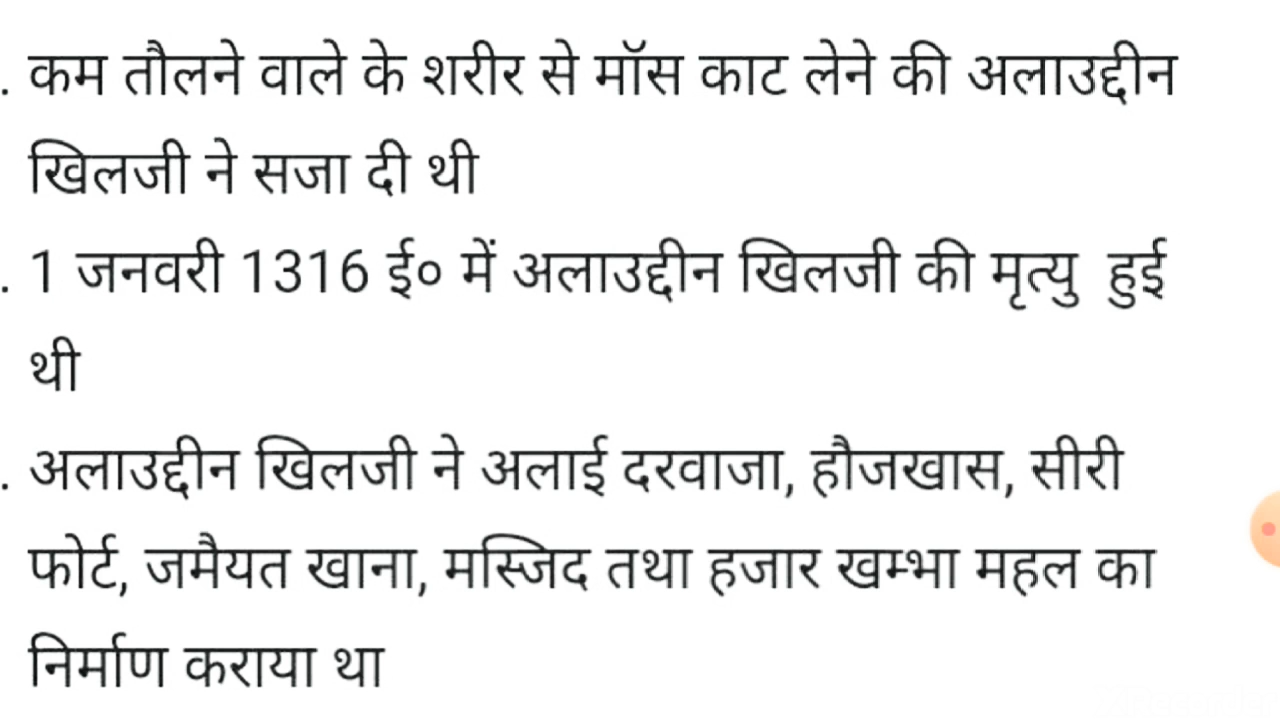 . कम तौलने वाले के शरीर से मॉस काट लेने की अलाउद्दीन
खिलजी ने सजा दी थी
. 1 जनवरी 1316 ई० में अलाउद्दीन खिलजी की मृत्यु हुई
थी
. अलाउद्दीन खिलजी ने अलाई दरवाजा, हौजखास, सीरी
फोर्ट, जमैयत खाना, मस्जिद तथा हजार खम्भा महल का
निर्माण कराया था